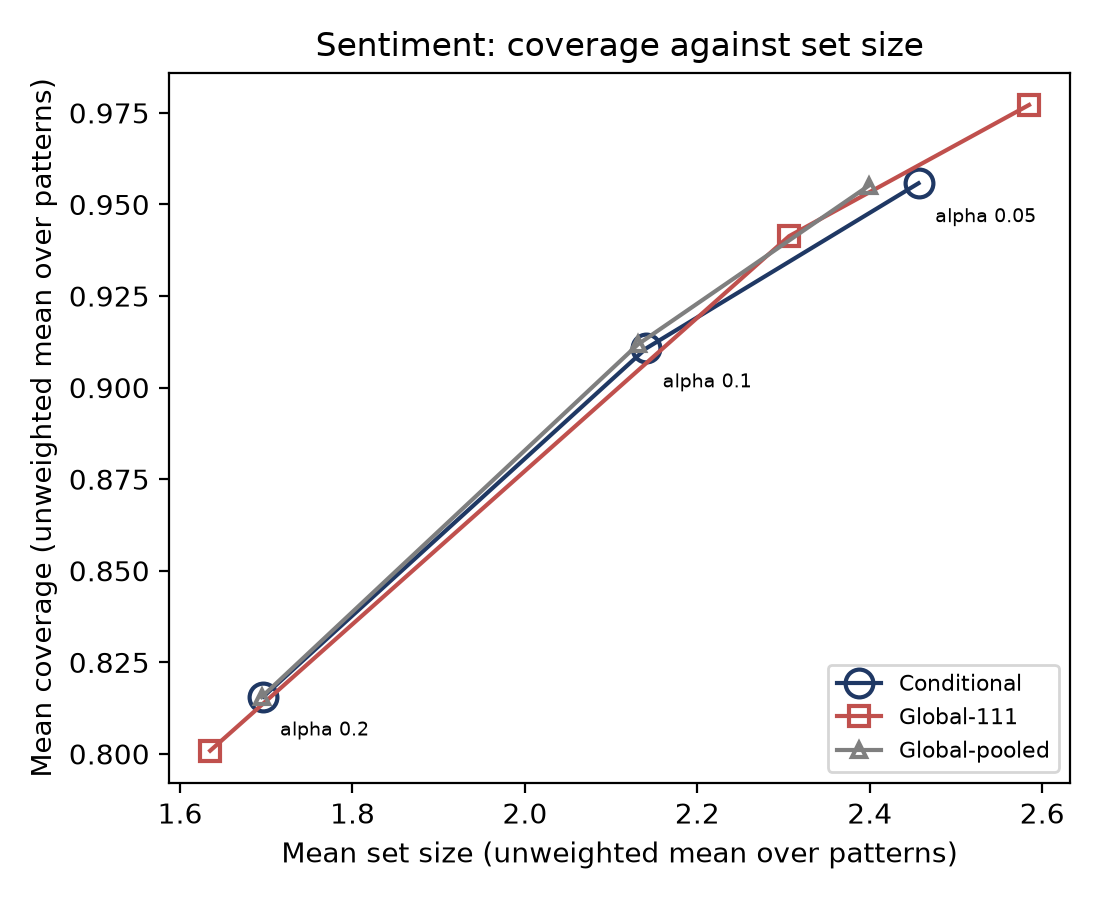 Sentiment: coverage against set size
Mean coverage (unweighted mean over patterns)
0.975
0.950
0.925
0.900
0.875
0.850
0.825
0.800
alpha 0.05
alpha 0.1
alpha 0.2
Conditional
Global-111
Global-pooled
1.6 1.8 2.0 2.2 2.4 2.6
Mean set size (unweighted mean over patterns)